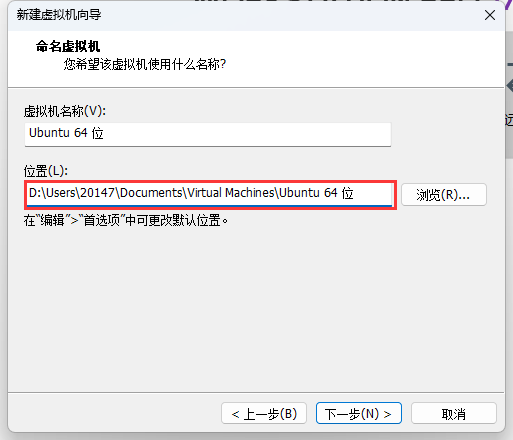 新建虚拟机向导
命名虚拟机
您希望该虚拟机使用什么名称?
虚拟机名称(V):
Ubuntu 64 位
位置(L):
D:\Users\20147\Documents\Virtual Machines\Ubuntu 64 位
浏览(R)...
在“编辑”>“首选项”中可更改默认位置。
< 上一步(B)
下一步(N) >
取消